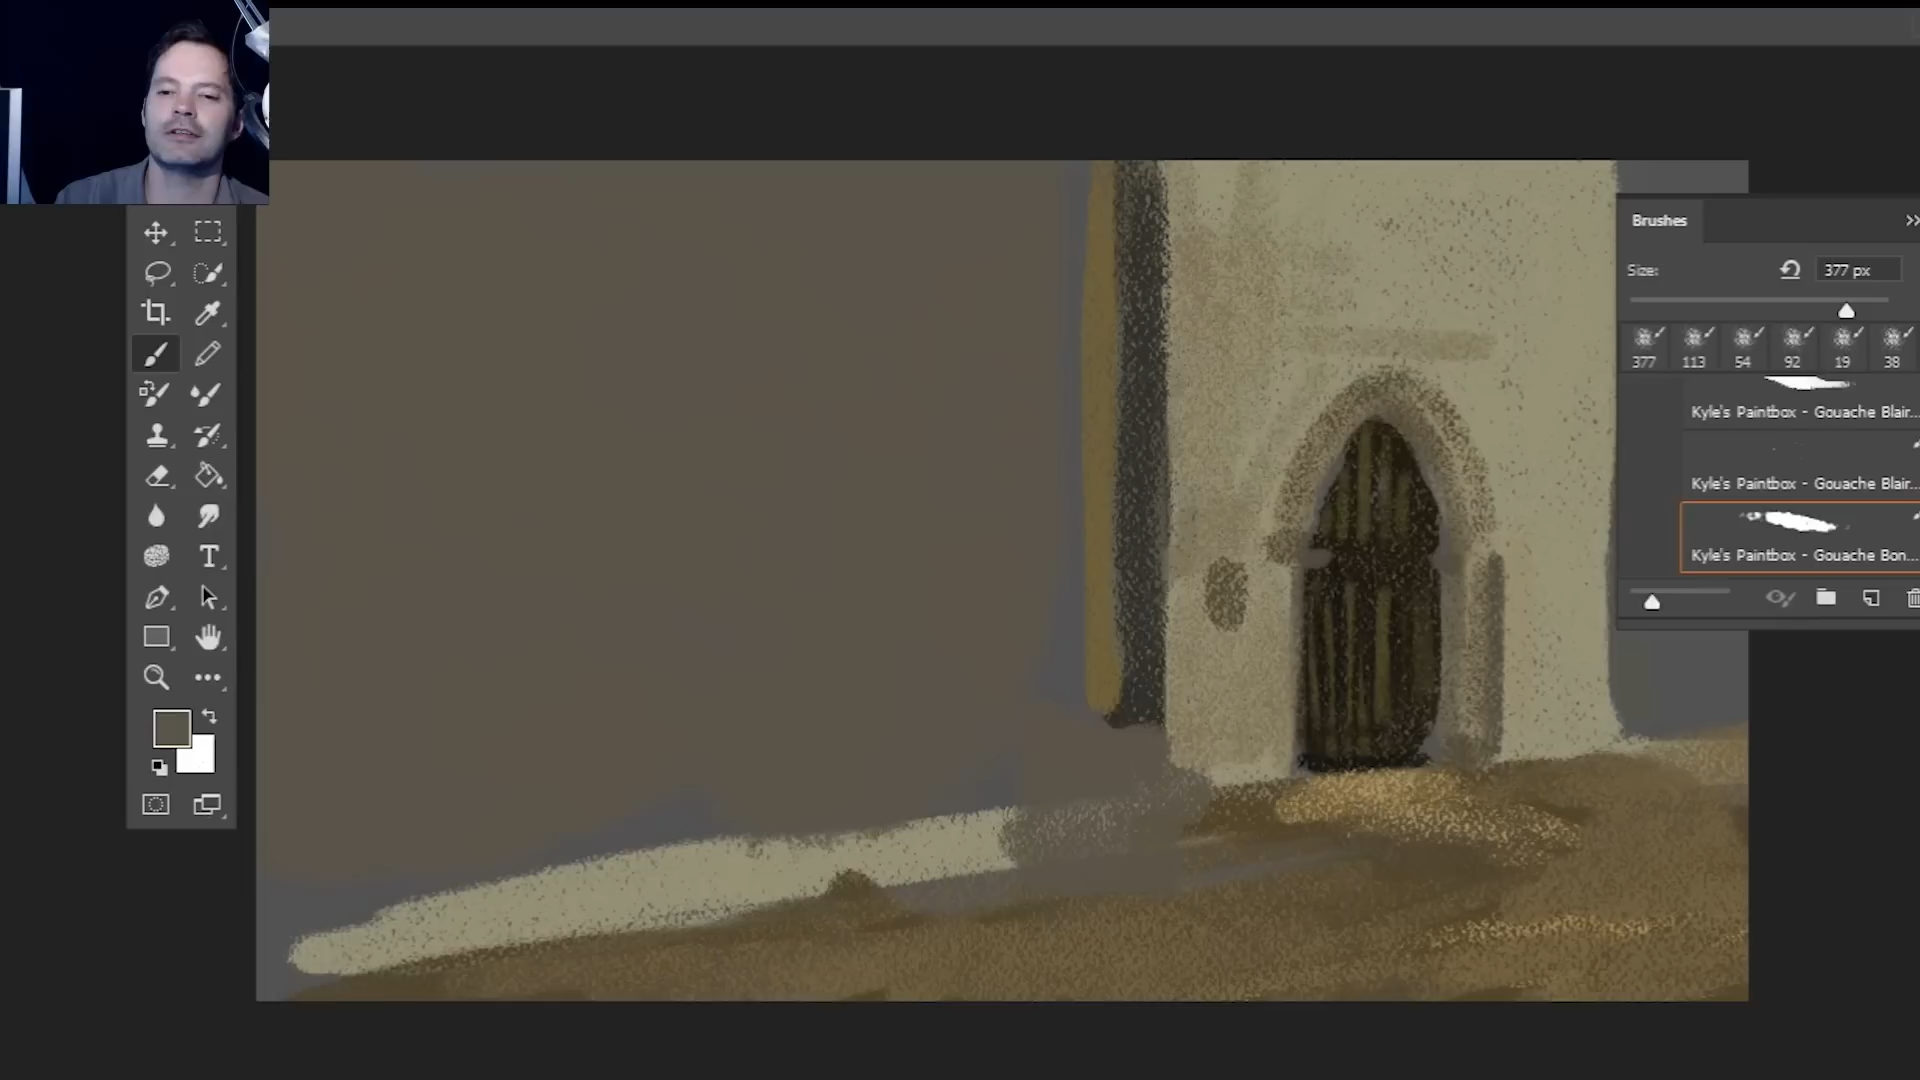 Brushes
Size:
377 px
377 113 54 92 19 38
Kyle's Paintbox - Gouache Blair...
Kyle's Paintbox - Gouache Blair...
Kyle's Paintbox - Gouache Bon...